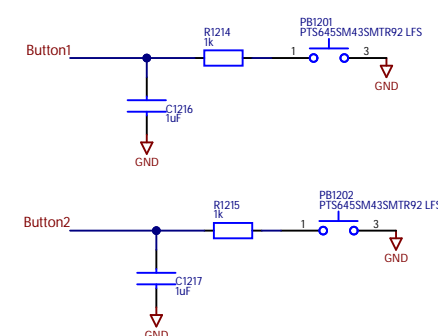 PB1201
R1214
PTS645SM43SMTR92 LFS
1k
Button1
1
3
GND
C1216
1uF
GND
PB1202
R1215
PTS645SM43SMTR92 LFS
1k
Button2
1
3
GND
C1217
1uF
GND